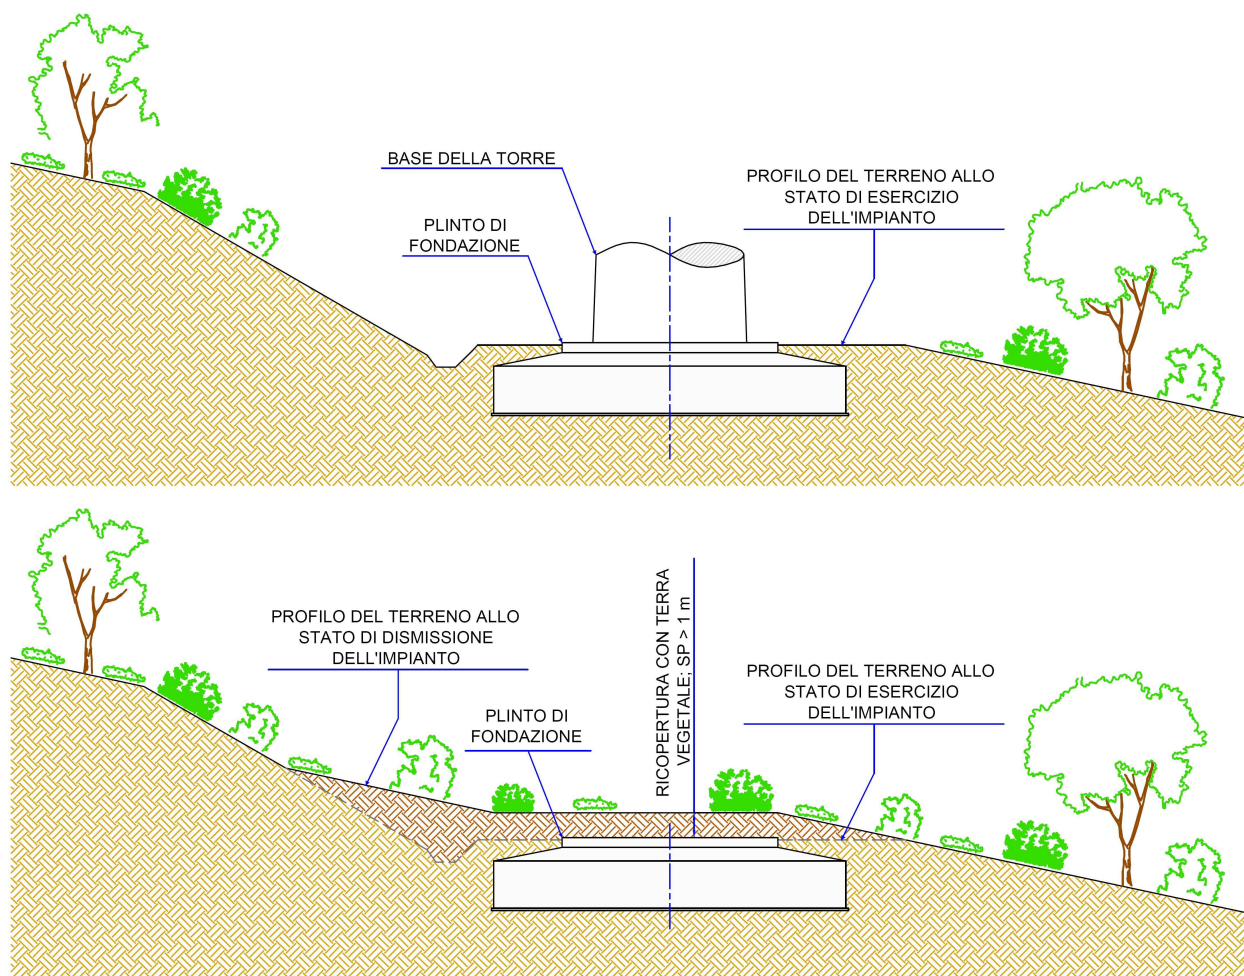 BASE DELLA TORRE
PLINTO DI
FONDAZIONE
PROFILO DEL TERRENO ALLO
STATO DI ESERCIZIO
DELL'IMPIANTO
PROFILO DEL TERRENO ALLO
STATO DI DISMISSIONE
DELL'IMPIANTO
PLINTO DI
FONDAZIONE
RICOPERTURA CON TERRA
VEGETALE; SP > 1 m
PROFILO DEL TERRENO ALLO
STATO DI ESERCIZIO
DELL'IMPIANTO